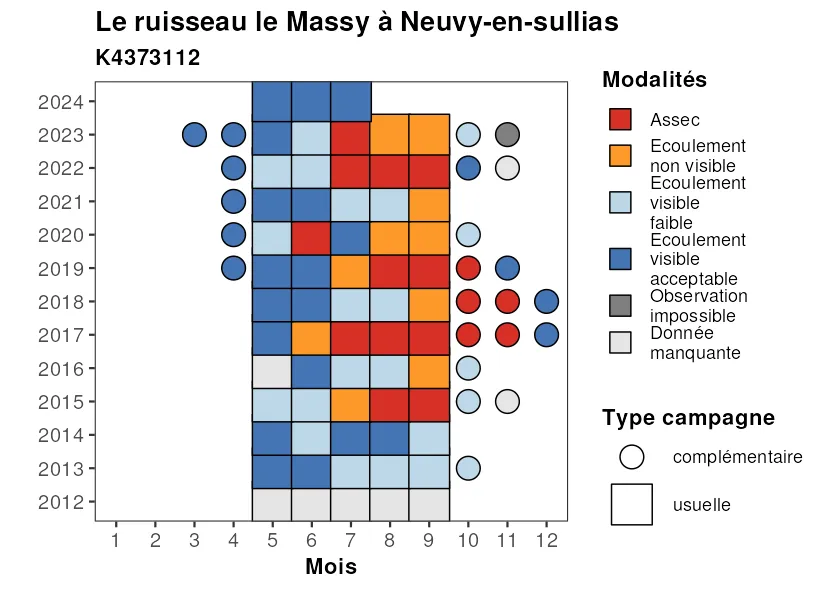 Le ruisseau le Massy à Neuvy-en-sullias
K4373112
2024
2023
2022
2021
2020
2019
2018
2017
2016
2015
2014
2013
2012
1 2 3 4 5 6 7 8 9 10 11 12
Mois
Modalités
Assec
Ecoulement
non visible
Ecoulement
visible
faible
Ecoulement
visible
acceptable
Observation
impossible
Donnée
manquante
Type campagne
complémentaire
usuelle